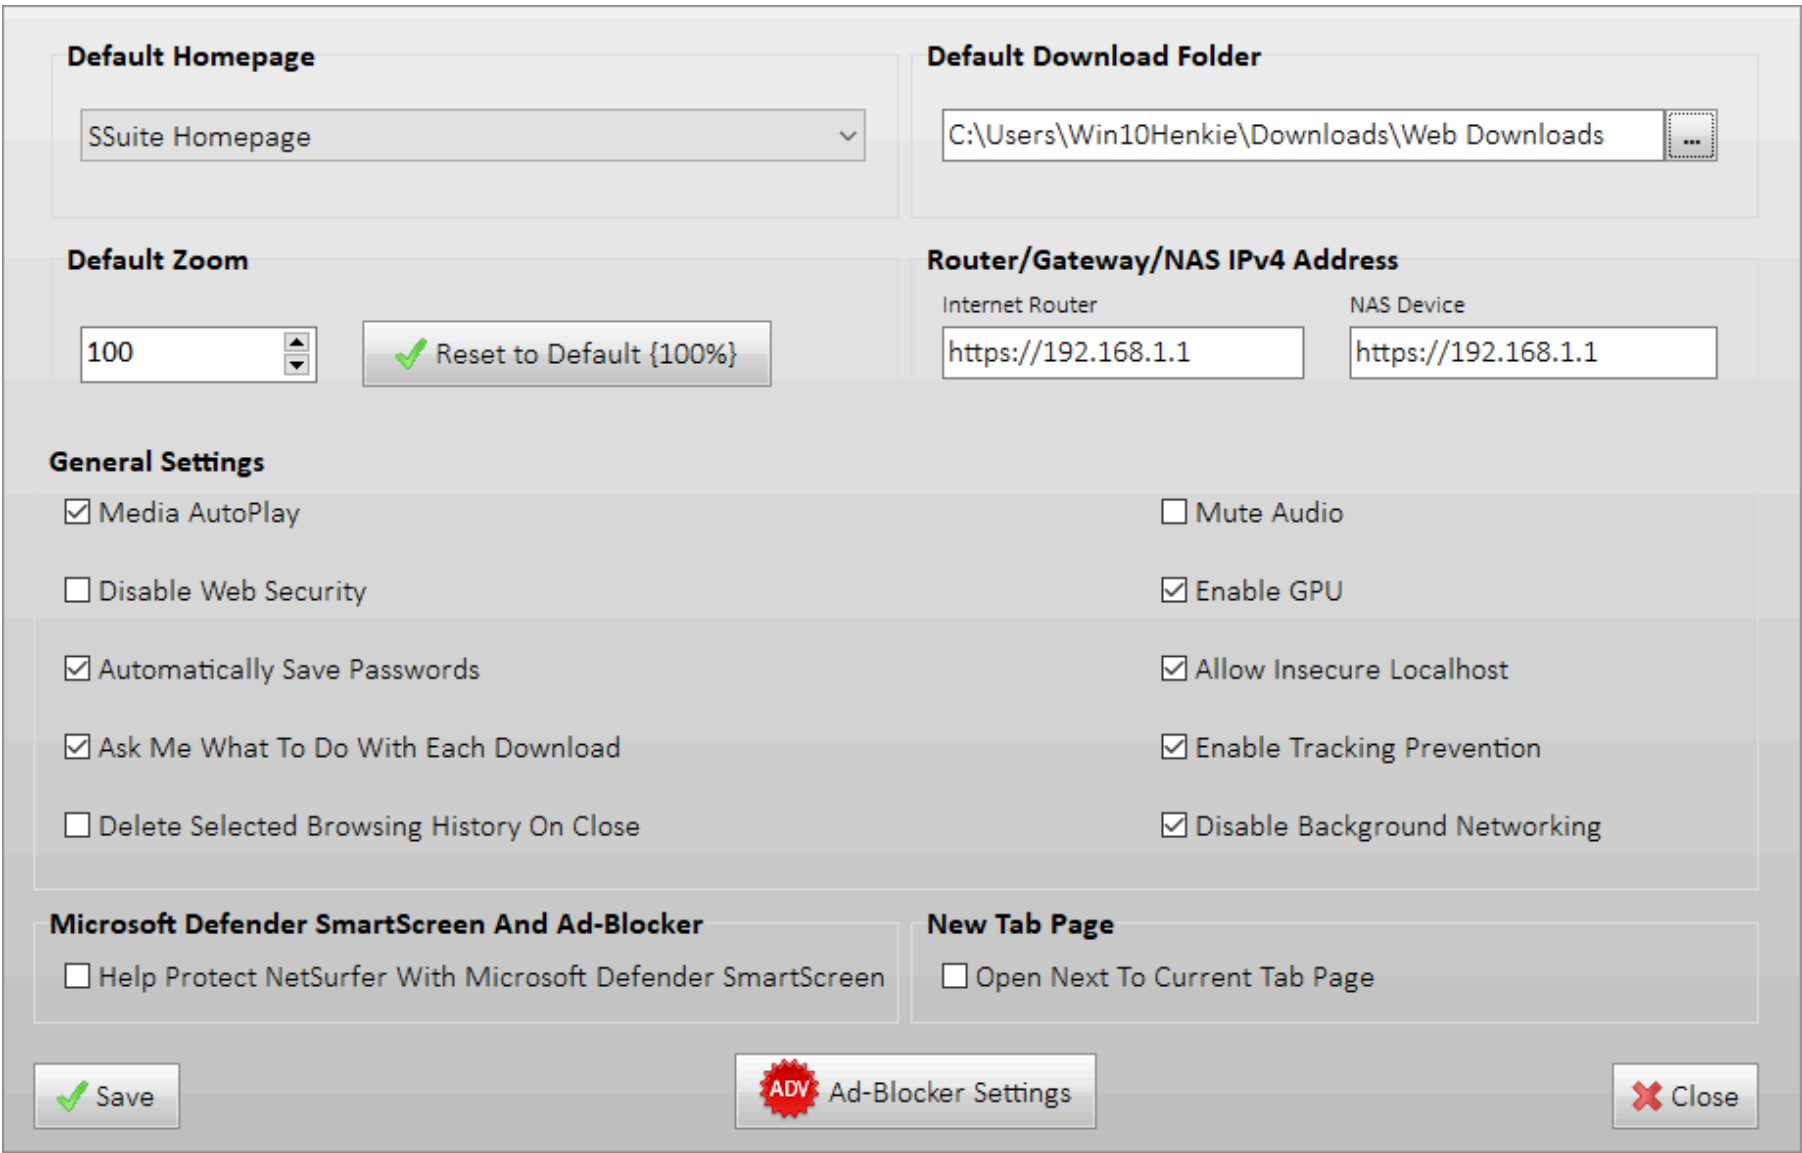 Default Homepage
SSuite Homepage
Default Download Folder
C:\Users\Win10Henkie\Downloads\Web Downloads
...
Default Zoom
100
Reset to Default {100%}
Router/Gateway/NAS IPv4 Address
Internet Router
NAS Device
https://192.168.1.1
https://192.168.1.1
General Settings
Media AutoPlay
Mute Audio
Disable Web Security
Enable GPU
Automatically Save Passwords
Allow Insecure Localhost
Ask Me What To Do With Each Download
Enable Tracking Prevention
Delete Selected Browsing History On Close
Disable Background Networking
Microsoft Defender SmartScreen And Ad-Blocker
Help Protect NetSurfer With Microsoft Defender SmartScreen
New Tab Page
Open Next To Current Tab Page
Save
ADV
Ad-Blocker Settings
Close